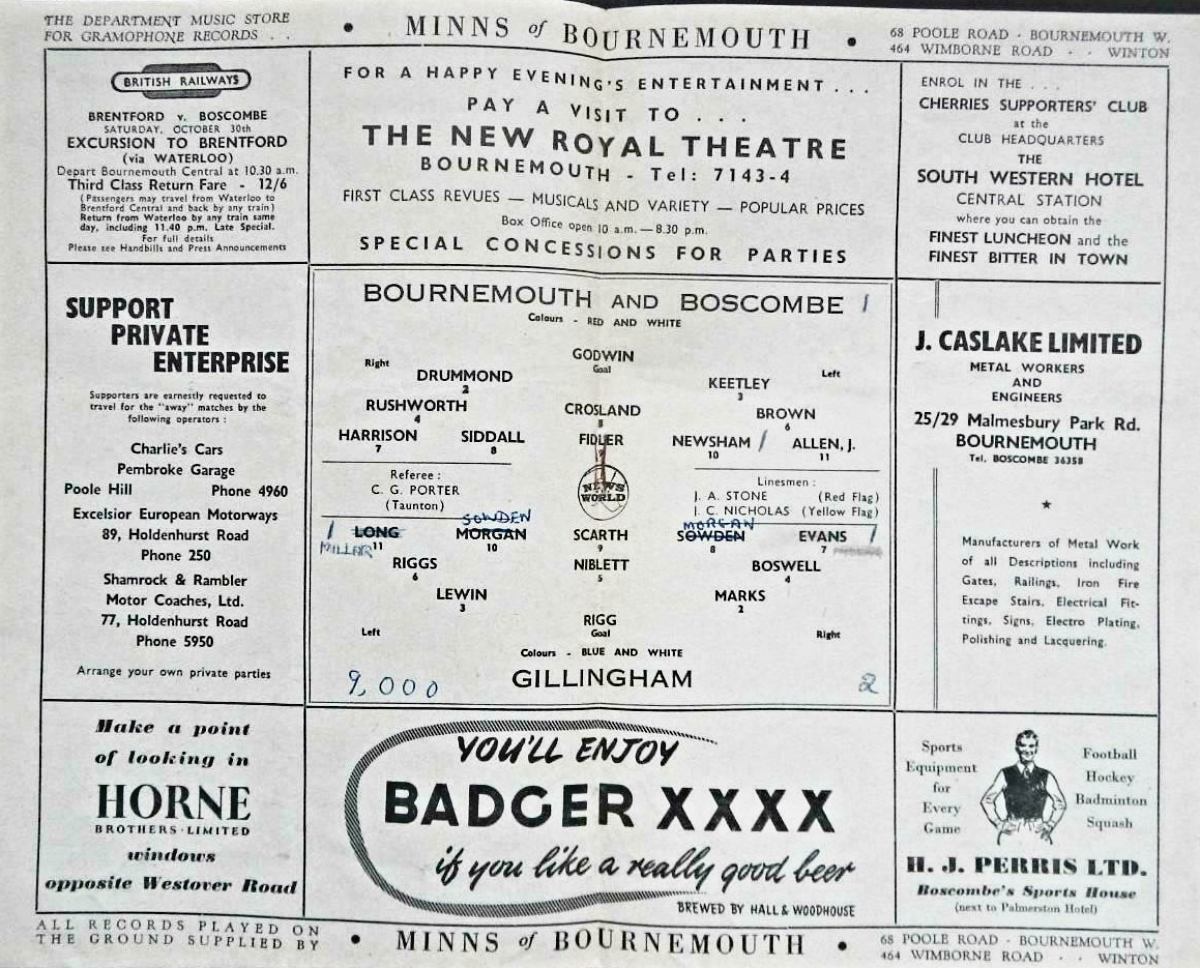 THE DEPARTMENT MUSIC STORE
FOR GRAMOPHONE RECORDS . .
• MINNS of BOURNEMOUTH •
68 POOLE ROAD · BOURNEMOUTH W.
464 WIMBORNE ROAD · · WINTON
BRITISH RAILWAYS
BRENTFORD v. BOSCOMBE
SATURDAY, OCTOBER 30th
EXCURSION TO BRENTFORD
(via WATERLOO)
Depart Bournemouth Central at 10.30 a.m.
Third Class Return Fare - 12/6
(Passengers may travel from Waterloo to
Brentford Central and back by any train)
Return from Waterloo by any train same
day, including 11.40 p.m. Late Special.
For full details
Please see Handbills and Press Announcements
FOR A HAPPY EVENING'S ENTERTAINMENT . . .
PAY A VISIT TO . . .
THE NEW ROYAL THEATRE
BOURNEMOUTH - Tel: 7143-4
FIRST CLASS REVUES — MUSICALS AND VARIETY — POPULAR PRICES
Box Office open 10 a.m. — 8.30 p.m.
SPECIAL CONCESSIONS FOR PARTIES
ENROL IN THE . . .
CHERRIES SUPPORTERS' CLUB
at the
CLUB HEADQUARTERS
THE
SOUTH WESTERN HOTEL
CENTRAL STATION
where you can obtain the
FINEST LUNCHEON and the
FINEST BITTER IN TOWN
SUPPORT
PRIVATE
ENTERPRISE
Supporters are earnestly requested to
travel for the "away" matches by the
following operators :
Charlie's Cars
Pembroke Garage
Poole Hill Phone 4960
Excelsior European Motorways
89, Holdenhurst Road
Phone 250
Shamrock & Rambler
Motor Coaches, Ltd.
77, Holdenhurst Road
Phone 5950
Arrange your own private parties
BOURNEMOUTH AND BOSCOMBE 1
Colours - RED AND WHITE
GODWIN
Goal
Right
Left
DRUMMOND
2
KEETLEY
3
RUSHWORTH
4
CROSLAND
BROWN
6
HARRISON
7
SIDDALL
8
FIDLER
9
NEWSHAM /
10
ALLEN, J.
11
Referee :
C. G. PORTER
(Taunton)
NEWS
WORLD
Linesmen :
J. A. STONE (Red Flag)
J. C. NICHOLAS (Yellow Flag)
SOWDEN
MORGAN
/ LONG
11
MILLAR
MORGAN
10
SCARTH
9
SOWDEN
8
EVANS /
7
RIGGS
6
NIBLETT
5
BOSWELL
4
LEWIN
3
MARKS
2
RIGG
Goal
Left
Right
Colours - BLUE AND WHITE
GILLINGHAM
9,000
2
J. CASLAKE LIMITED
METAL WORKERS
AND
ENGINEERS
25/29 Malmesbury Park Rd.
BOURNEMOUTH
Tel. BOSCOMBE 36358
Manufacturers of Metal Work
of all Descriptions including
Gates, Railings, Iron Fire
Escape Stairs, Electrical Fit-
tings, Signs, Electro Plating,
Polishing and Lacquering.
Make a point
of looking in
HORNE
BROTHERS · LIMITED
windows
opposite Westover Road
YOU'LL ENJOY
BADGER XXXX
if you like a really good beer
BREWED BY HALL & WOODHOUSE
Sports
Equipment
for
Every
Game
Football
Hockey
Badminton
Squash
H. J. PERRIS LTD.
Boscombe's Sports House
(next to Palmerston Hotel)
ALL RECORDS PLAYED ON
THE GROUND SUPPLIED BY
• MINNS of BOURNEMOUTH •
68 POOLE ROAD · BOURNEMOUTH W.
464 WIMBORNE ROAD · · WINTON